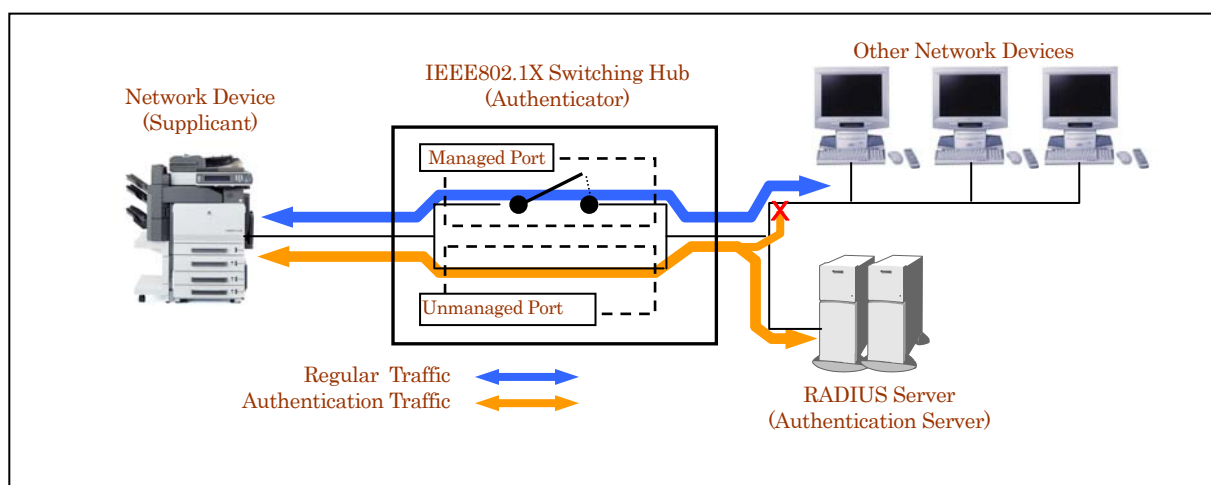 Other Network Devices
IEEE802.1X Switching Hub
(Authenticator)
Network Device
(Supplicant)
Managed Port
X
Unmanaged Port
Regular Traffic
Authentication Traffic
RADIUS Server
(Authentication Server)